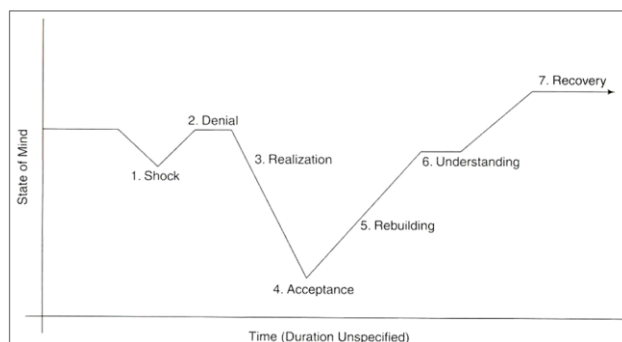 7. Recovery
2. Denial
3. Realization
6. Understanding
1. Shock
5. Rebuilding
4. Acceptance
State of Mind
Time (Duration Unspecified)